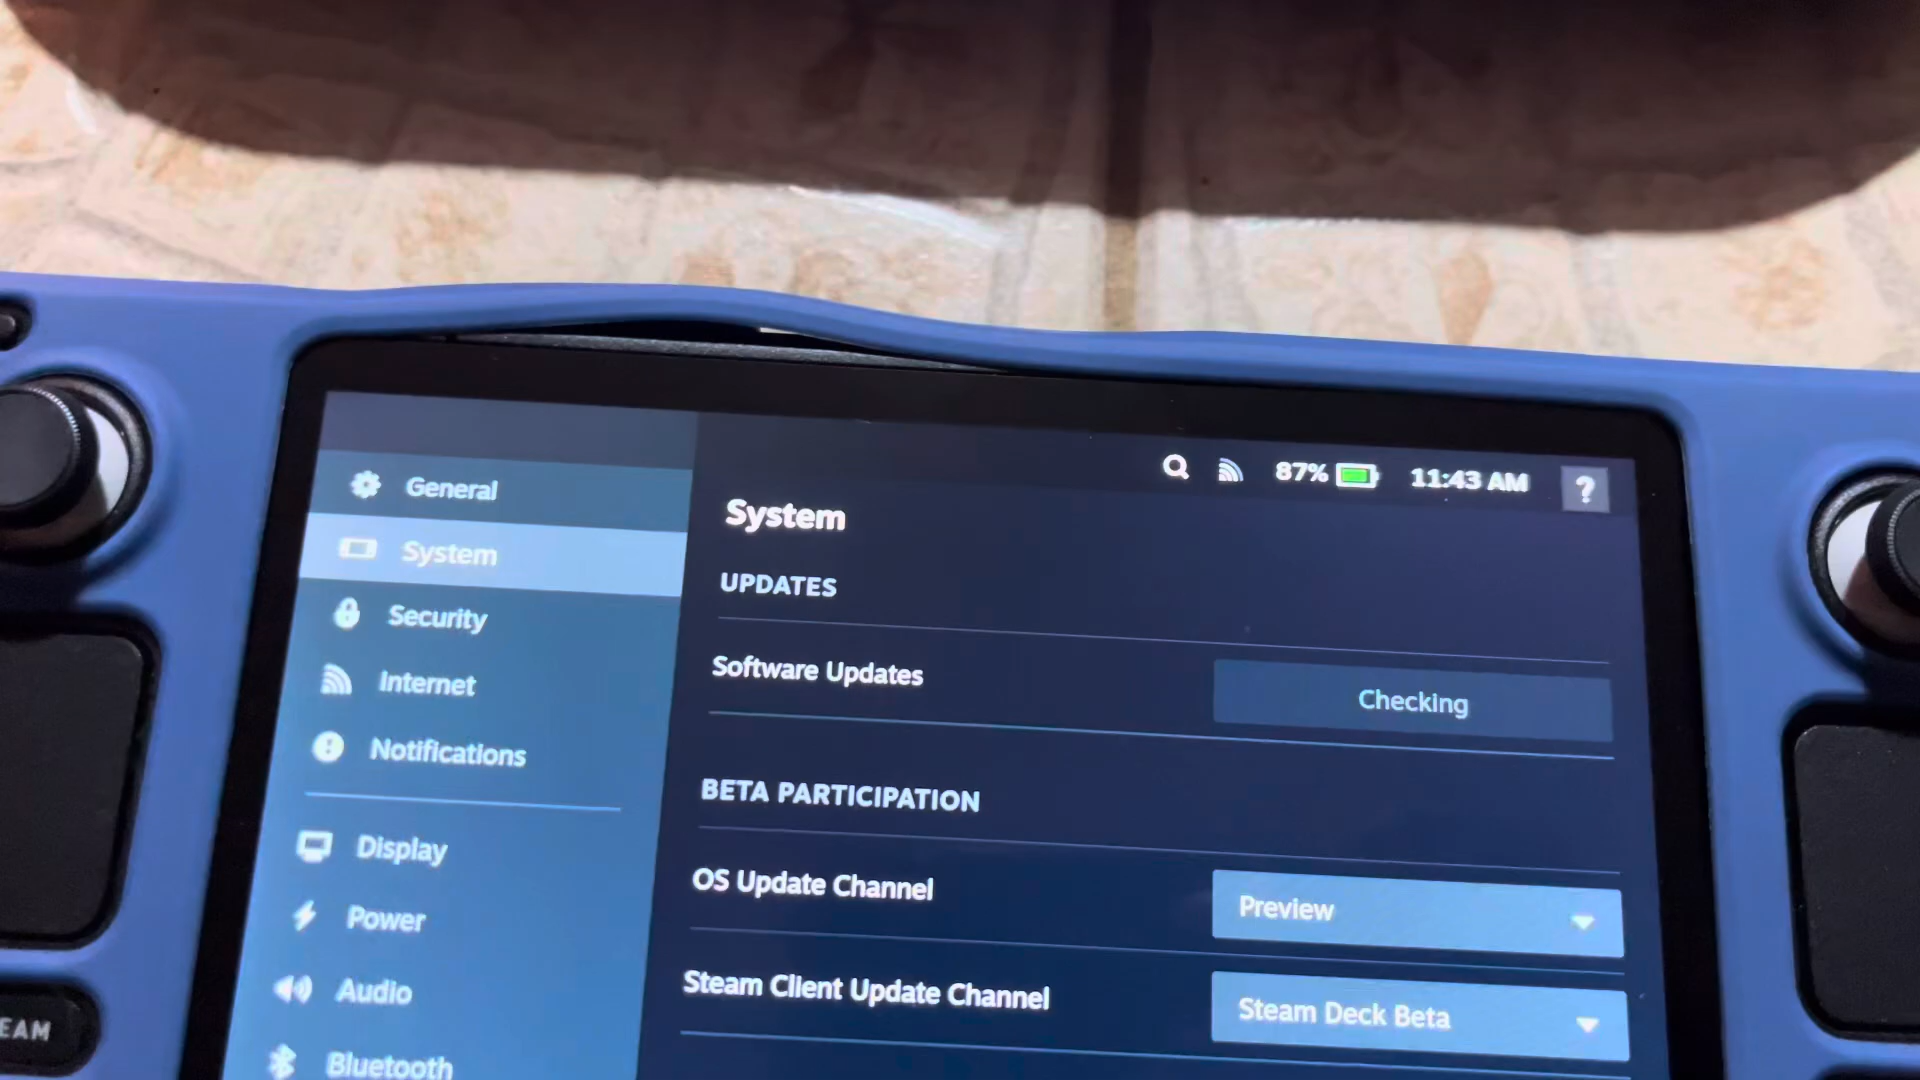 87%
11:43 AM
?
General
System
Security
Internet
Notifications
Display
Power
Audio
Bluetooth
System
UPDATES
Software Updates
Checking
BETA PARTICIPATION
OS Update Channel
Preview
Steam Client Update Channel
Steam Deck Beta
EAM